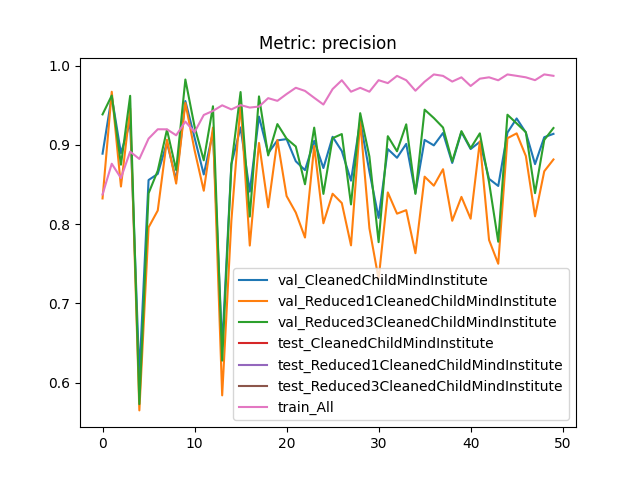 Metric: precision
1.0
0.9
0.8
0.7
0.6
0
10
20
30
40
50
val_CleanedChildMindInstitute
val_Reduced1CleanedChildMindInstitute
val_Reduced3CleanedChildMindInstitute
test_CleanedChildMindInstitute
test_Reduced1CleanedChildMindInstitute
test_Reduced3CleanedChildMindInstitute
train_All